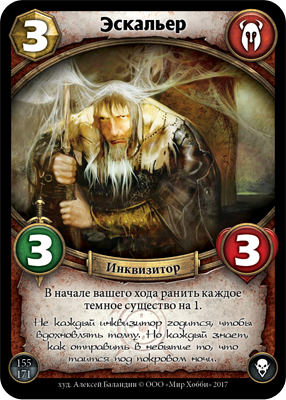 3
Эскальер
3
3
Инквизитор
В начале вашего хода ранить каждое
темное существо на 1.
Не каждый инквизитор годится, чтобы
вдохновлять толпу. Но каждый знает,
как отправить в небытие то, что
таится под покровом ночи.
155
171
худ. Алексей Баландин © ООО «Мир Хобби» 2017